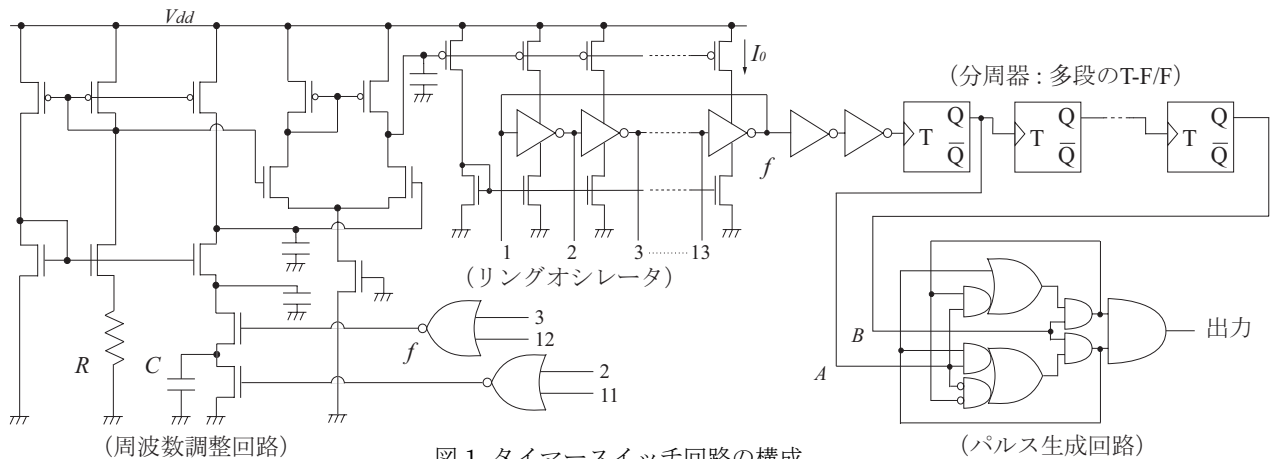 Vdd
I0
(分周器 : 多段のT-F/F)
T Q Q̅
T Q Q̅
T Q Q̅
f
1 2 3 13
(リングオシレータ)
3
12
f
2
11
R
C
B
A
出力
(周波数調整回路)
(パルス生成回路)
図1 タイマースイッチ回路の構成